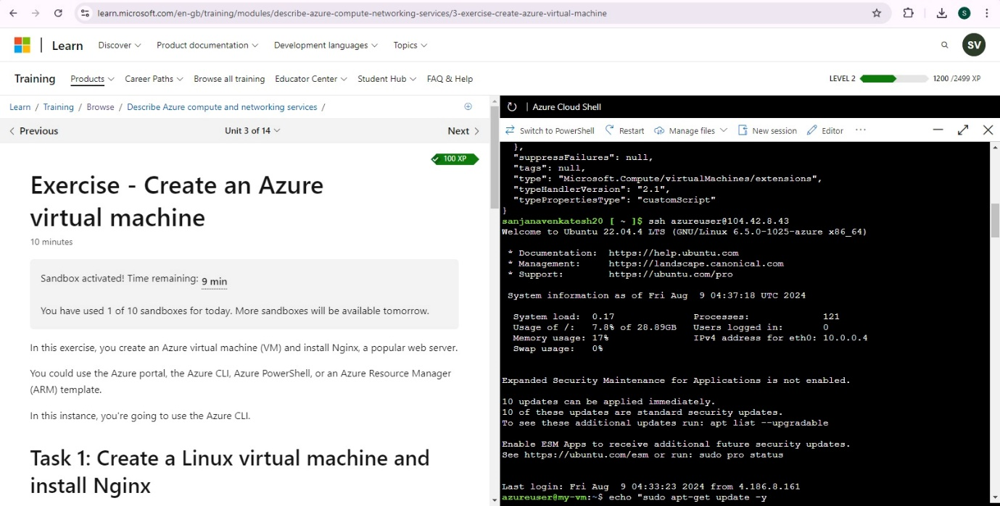 learn.microsoft.com/en-gb/training/modules/describe-azure-compute-networking-services/3-exercise-create-azure-virtual-machine
S
Learn Discover Product documentation Development languages Topics
SV
Training Products Career Paths Browse all training Educator Center Student Hub FAQ & Help
LEVEL 2 1200 /2499 XP
Learn / Training / Browse / Describe Azure compute and networking services /
Previous Unit 3 of 14 Next
100 XP
Exercise - Create an Azure
virtual machine
10 minutes
Sandbox activated! Time remaining: 9 min
You have used 1 of 10 sandboxes for today. More sandboxes will be available tomorrow.
In this exercise, you create an Azure virtual machine (VM) and install Nginx, a popular web server.
You could use the Azure portal, the Azure CLI, Azure PowerShell, or an Azure Resource Manager
(ARM) template.
In this instance, you're going to use the Azure CLI.
Task 1: Create a Linux virtual machine and
install Nginx
| Azure Cloud Shell
Switch to PowerShell Restart Manage files New session Editor ...
},
"suppressFailures": null,
"tags": null,
"type": "Microsoft.Compute/virtualMachines/extensions",
"typeHandlerVersion": "2.1",
"typePropertiesType": "customScript"
}
sanjanavenkatesh20 [ ~ ]$ ssh azureuser@104.42.8.43
Welcome to Ubuntu 22.04.4 LTS (GNU/Linux 6.5.0-1025-azure x86_64)
* Documentation: https://help.ubuntu.com
* Management: https://landscape.canonical.com
* Support: https://ubuntu.com/pro
System information as of Fri Aug 9 04:37:18 UTC 2024
System load: 0.17 Processes: 121
Usage of /: 7.8% of 28.89GB Users logged in: 0
Memory usage: 17% IPv4 address for eth0: 10.0.0.4
Swap usage: 0%
Expanded Security Maintenance for Applications is not enabled.
10 updates can be applied immediately.
10 of these updates are standard security updates.
To see these additional updates run: apt list --upgradable
Enable ESM Apps to receive additional future security updates.
See https://ubuntu.com/esm or run: sudo pro status
Last login: Fri Aug 9 04:33:23 2024 from 4.186.8.161
azureuser@my-vm:~$ echo "sudo apt-get update -y